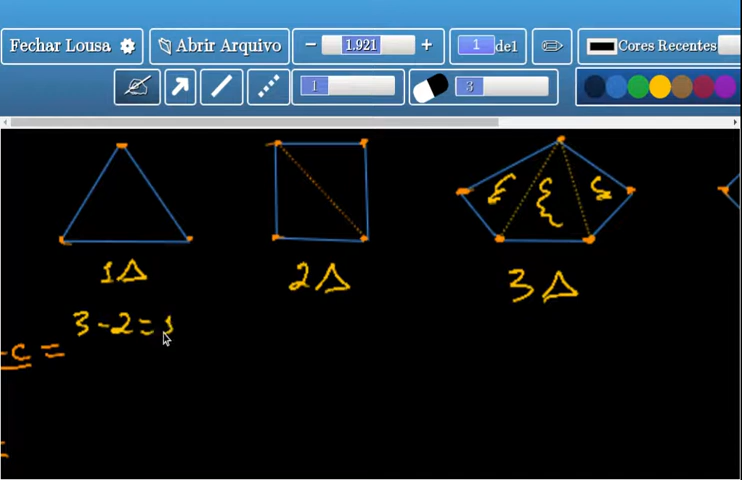 Fechar Lousa Abrir Arquivo − 1.921 + 1 de1 Cores Recentes
1 3
1Δ 2Δ 3Δ
3-2=1
-c =